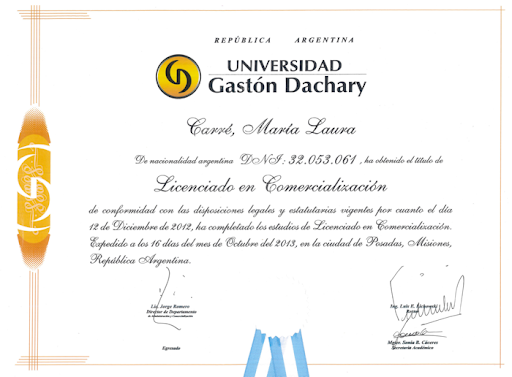 REPÚBLICA ARGENTINA
UNIVERSIDAD
Gastón Dachary
Carré, María Laura
De nacionalidad argentina DNI: 32.053.061, ha obtenido el título de
Licenciado en Comercialización
de conformidad con las disposiciones legales y estatutarias vigentes por cuanto el día
12 de Diciembre de 2012, ha completado los estudios de Licenciado en Comercialización.
Expedido a los 16 días del mes de Octubre del 2013, en la ciudad de Posadas, Misiones,
República Argentina.
Lic. Jorge Romero
Director de Departamento
Egresado
Ing. Luis E.
Rector
Mgter. Sonia B. Cáceres
Secretaria Académica